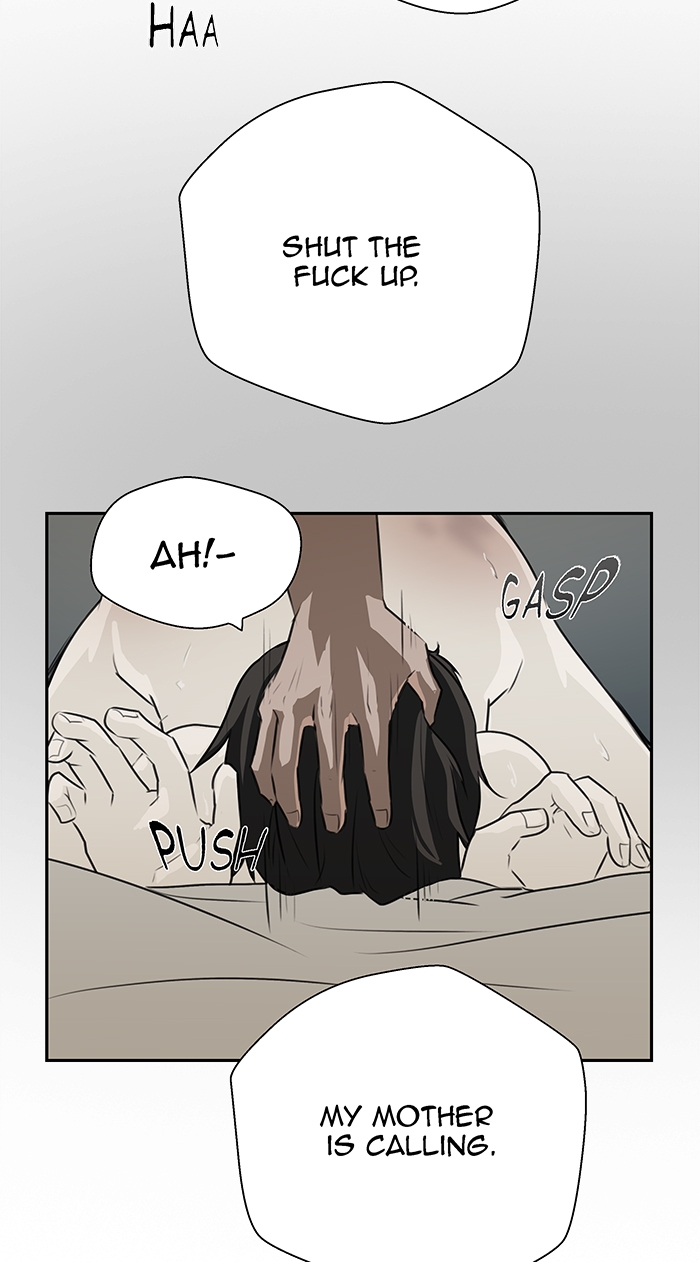 HAA
SHUT THE
FUCK UP.
AH!-
GASP
PUSH
MY MOTHER
IS CALLING.